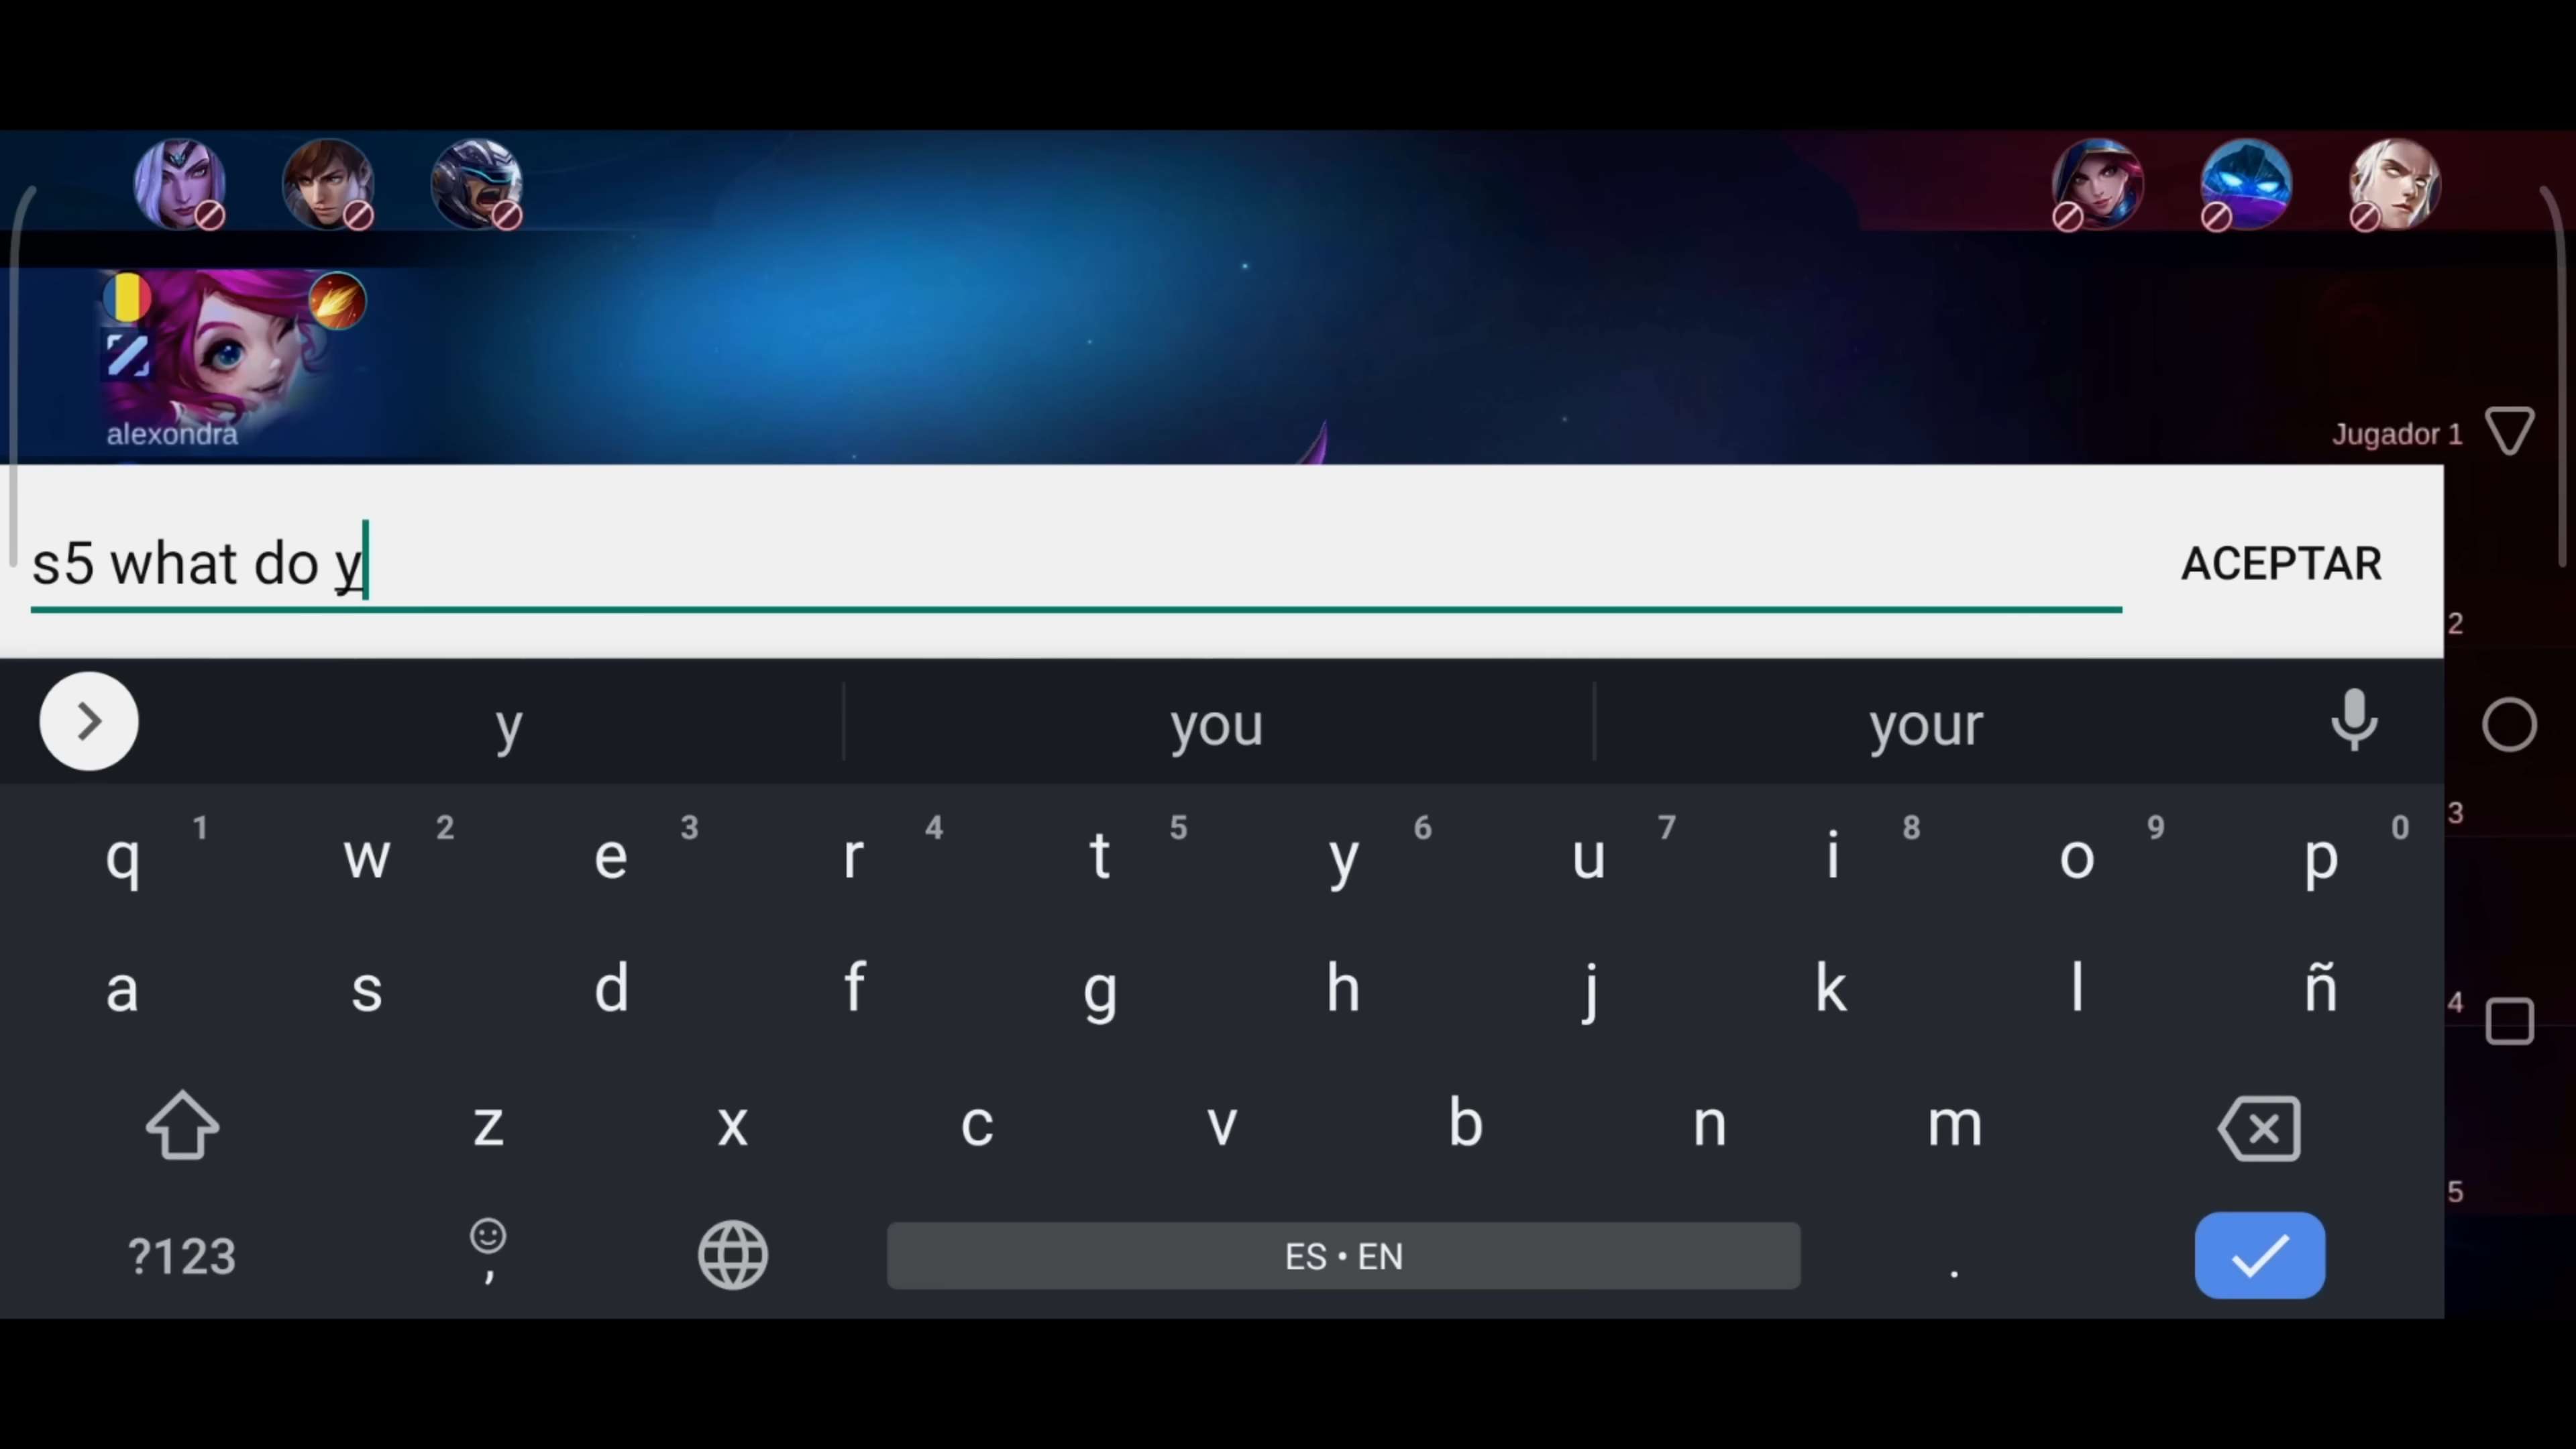 alexondra
Jugador 1
s5 what do y
ACEPTAR
2
y you your
q 1 w 2 e 3 r 4 t 5 y 6 u 7 i 8 o 9 p 0
3
a s d f g h j k l ñ
4
z x c v b n m
5
?123 , ES • EN .